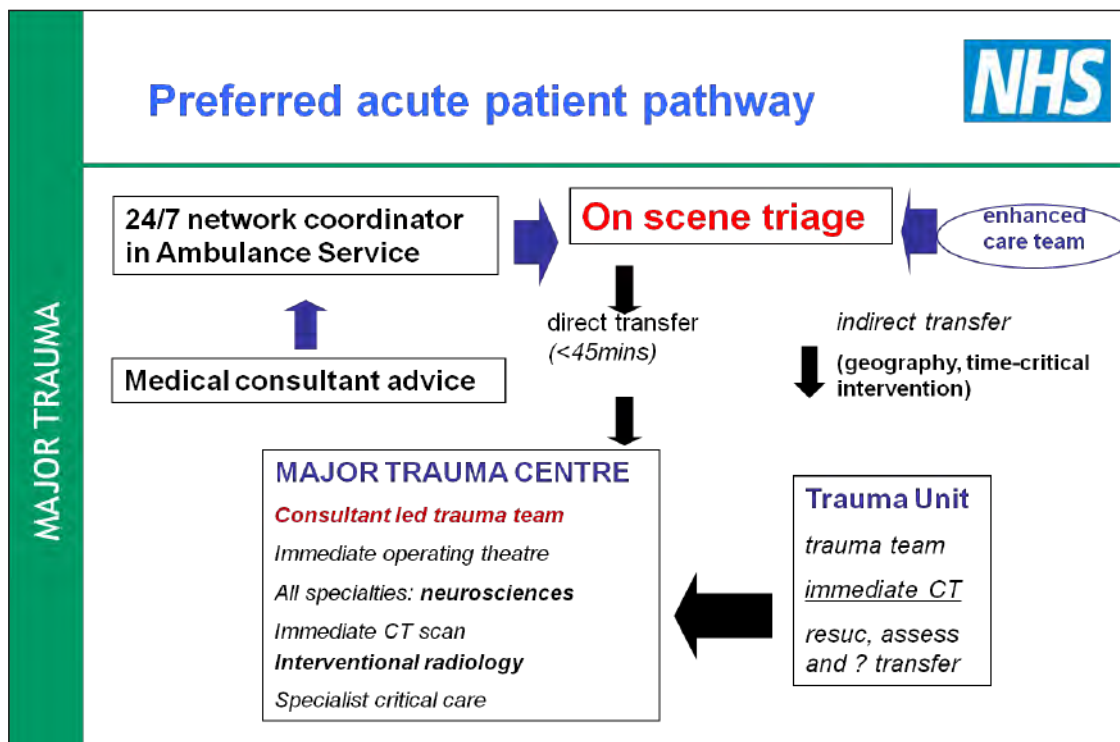 Preferred acute patient pathway
NHS
MAJOR TRAUMA
24/7 network coordinator
in Ambulance Service
On scene triage
enhanced
care team
Medical consultant advice
direct transfer
(<45mins)
indirect transfer
(geography, time-critical
intervention)
MAJOR TRAUMA CENTRE
Consultant led trauma team
Immediate operating theatre
All specialties: neurosciences
Immediate CT scan
Interventional radiology
Specialist critical care
Trauma Unit
trauma team
immediate CT
resuc, assess
and ? transfer